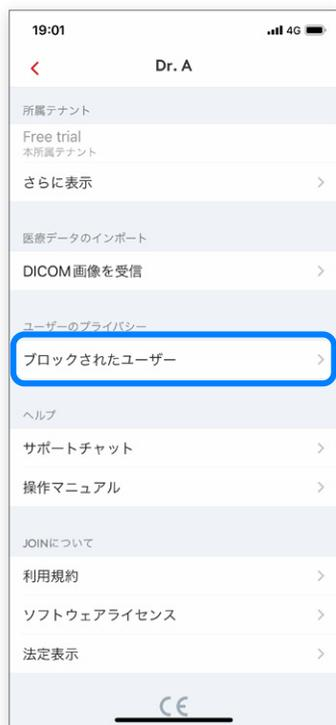 19:01
4G
Dr. A
所属テナント
Free trial
本所属テナント
さらに表示
医療データのインポート
DICOM画像を受信
ユーザーのプライバシー
ブロックされたユーザー
ヘルプ
サポートチャット
操作マニュアル
JOINについて
利用規約
ソフトウェアライセンス
法定表示
CE